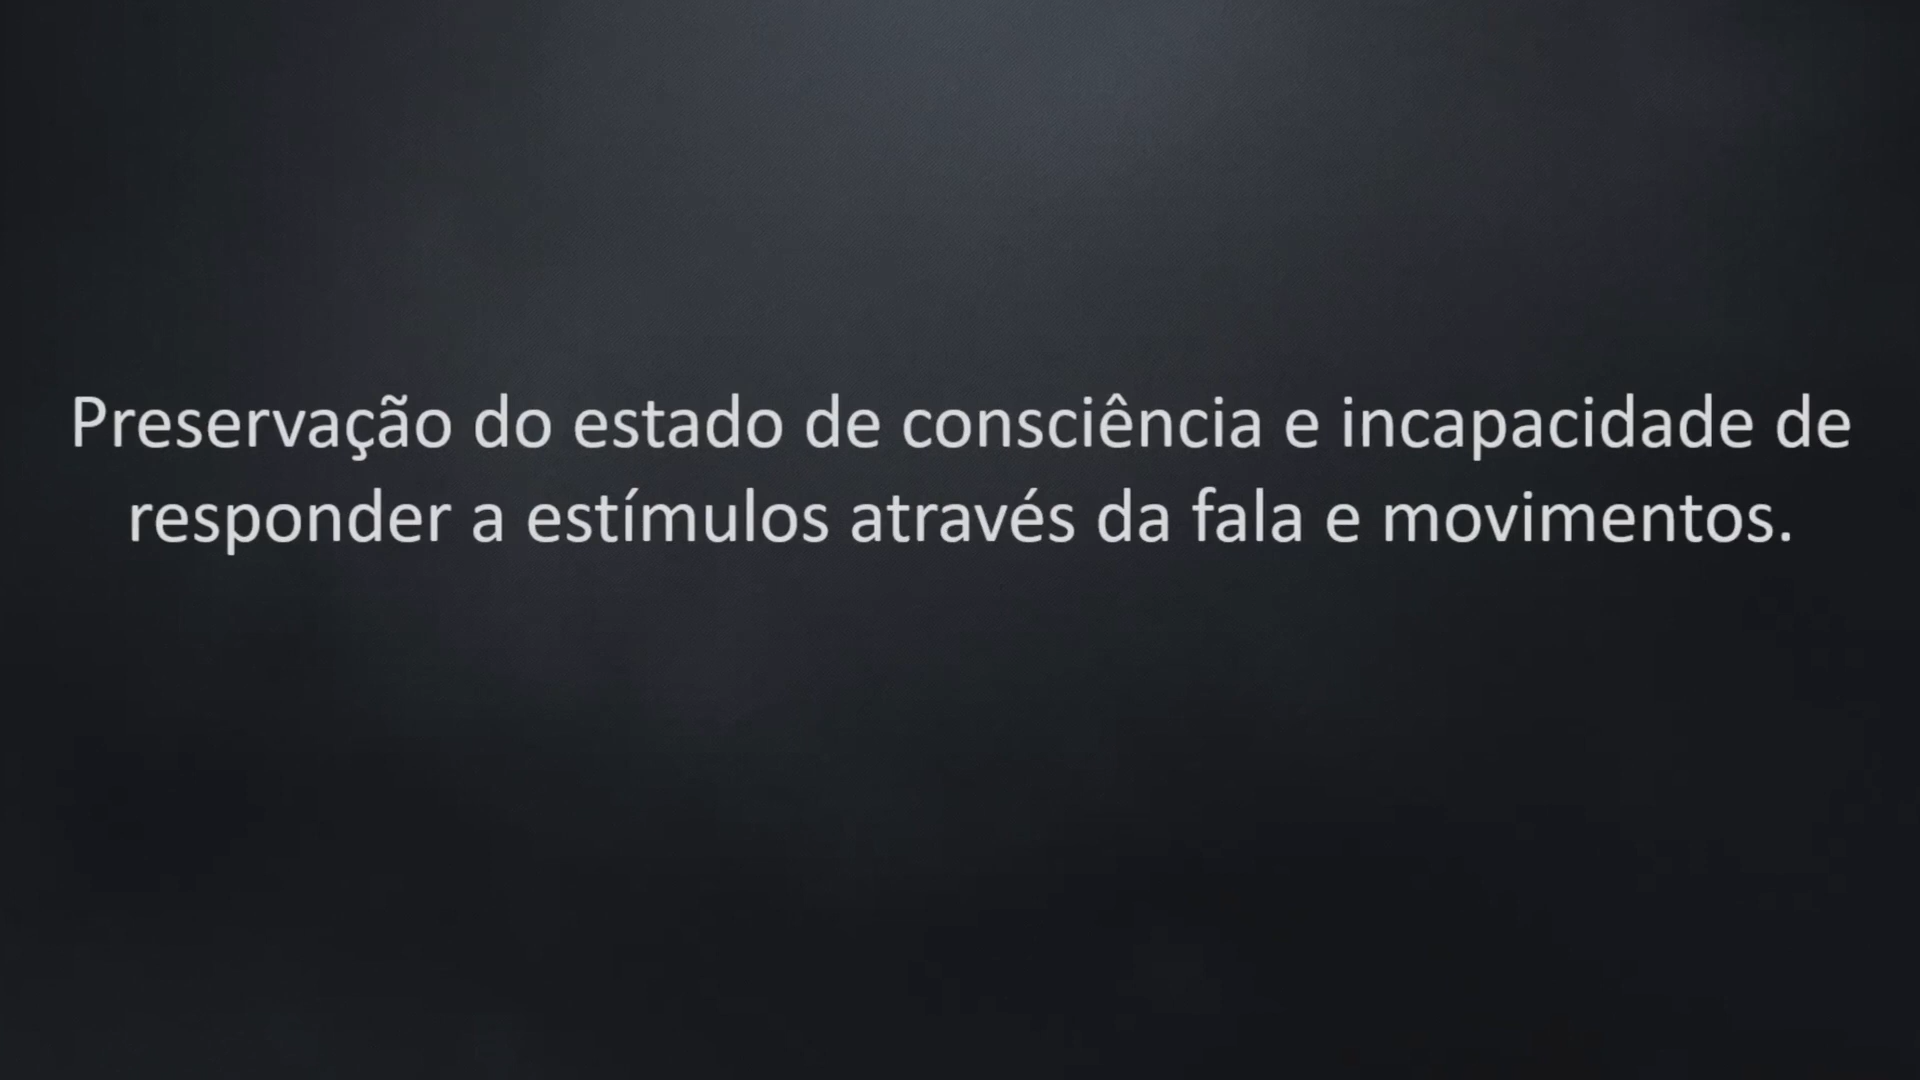 Preservação do estado de consciência e incapacidade de
responder a estímulos através da fala e movimentos.